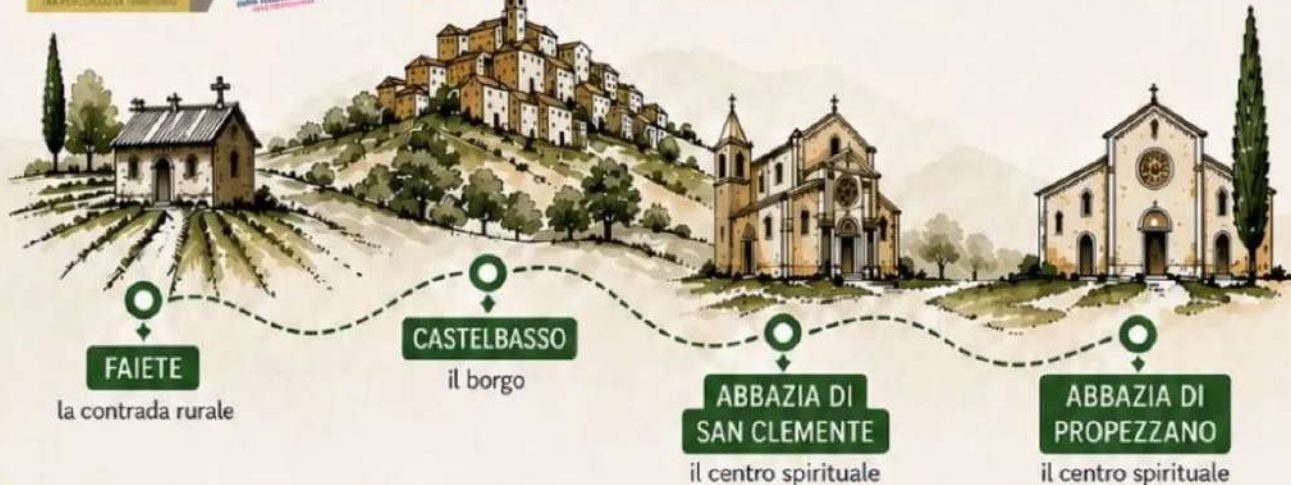 FAIETE
la contrada rurale
CASTELBASSO
il borgo
ABBAZIA DI
SAN CLEMENTE
il centro spirituale
ABBAZIA DI
PROPEZZANO
il centro spirituale